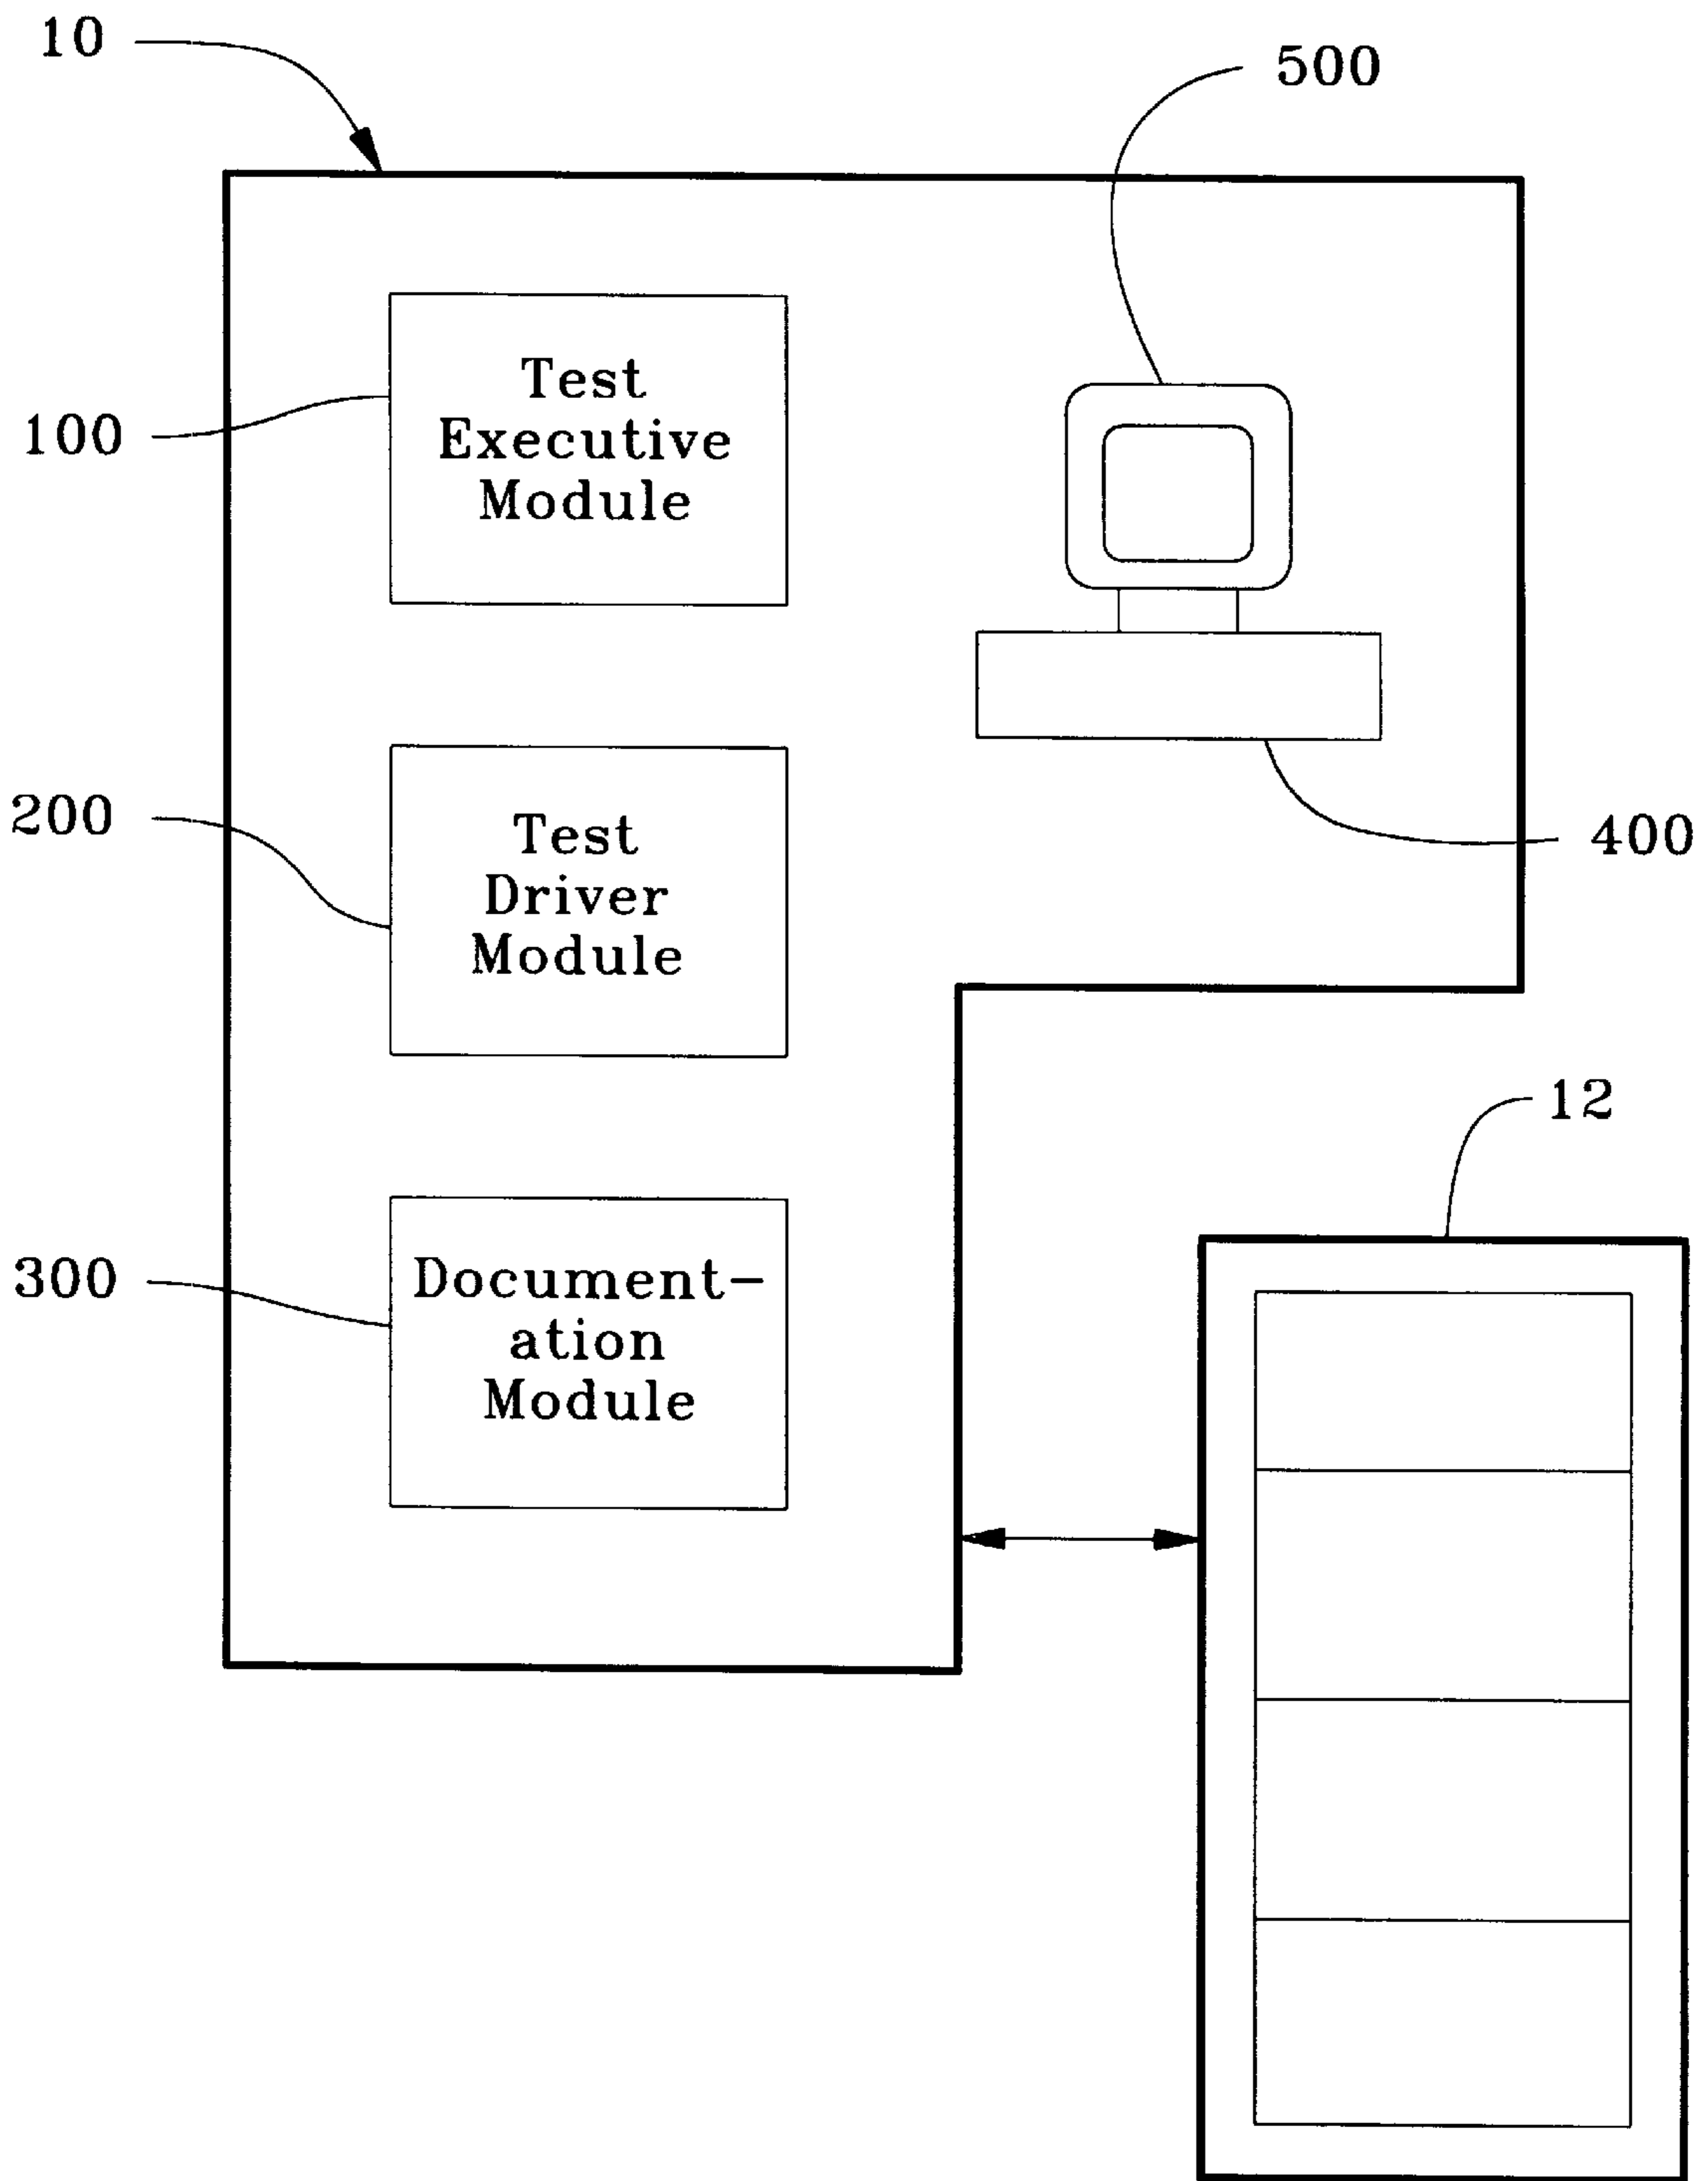 10
500
Test
Executive
Module
100
200
Test
Driver
Module
400
12
300
Document-
ation
Module